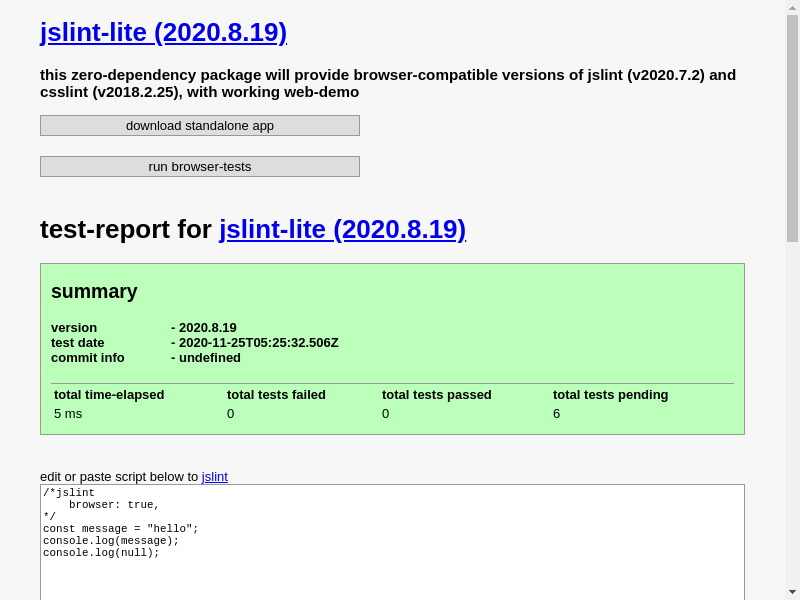 jslint-lite (2020.8.19)
this zero-dependency package will provide browser-compatible versions of jslint (v2020.7.2) and
csslint (v2018.2.25), with working web-demo
download standalone app
run browser-tests
test-report for jslint-lite (2020.8.19)
summary
version - 2020.8.19
test date - 2020-11-25T05:25:32.506Z
commit info - undefined
total time-elapsed total tests failed total tests passed total tests pending
5 ms 0 0 6
edit or paste script below to jslint
/*jslint
    browser: true,
*/
const message = "hello";
console.log(message);
console.log(null);